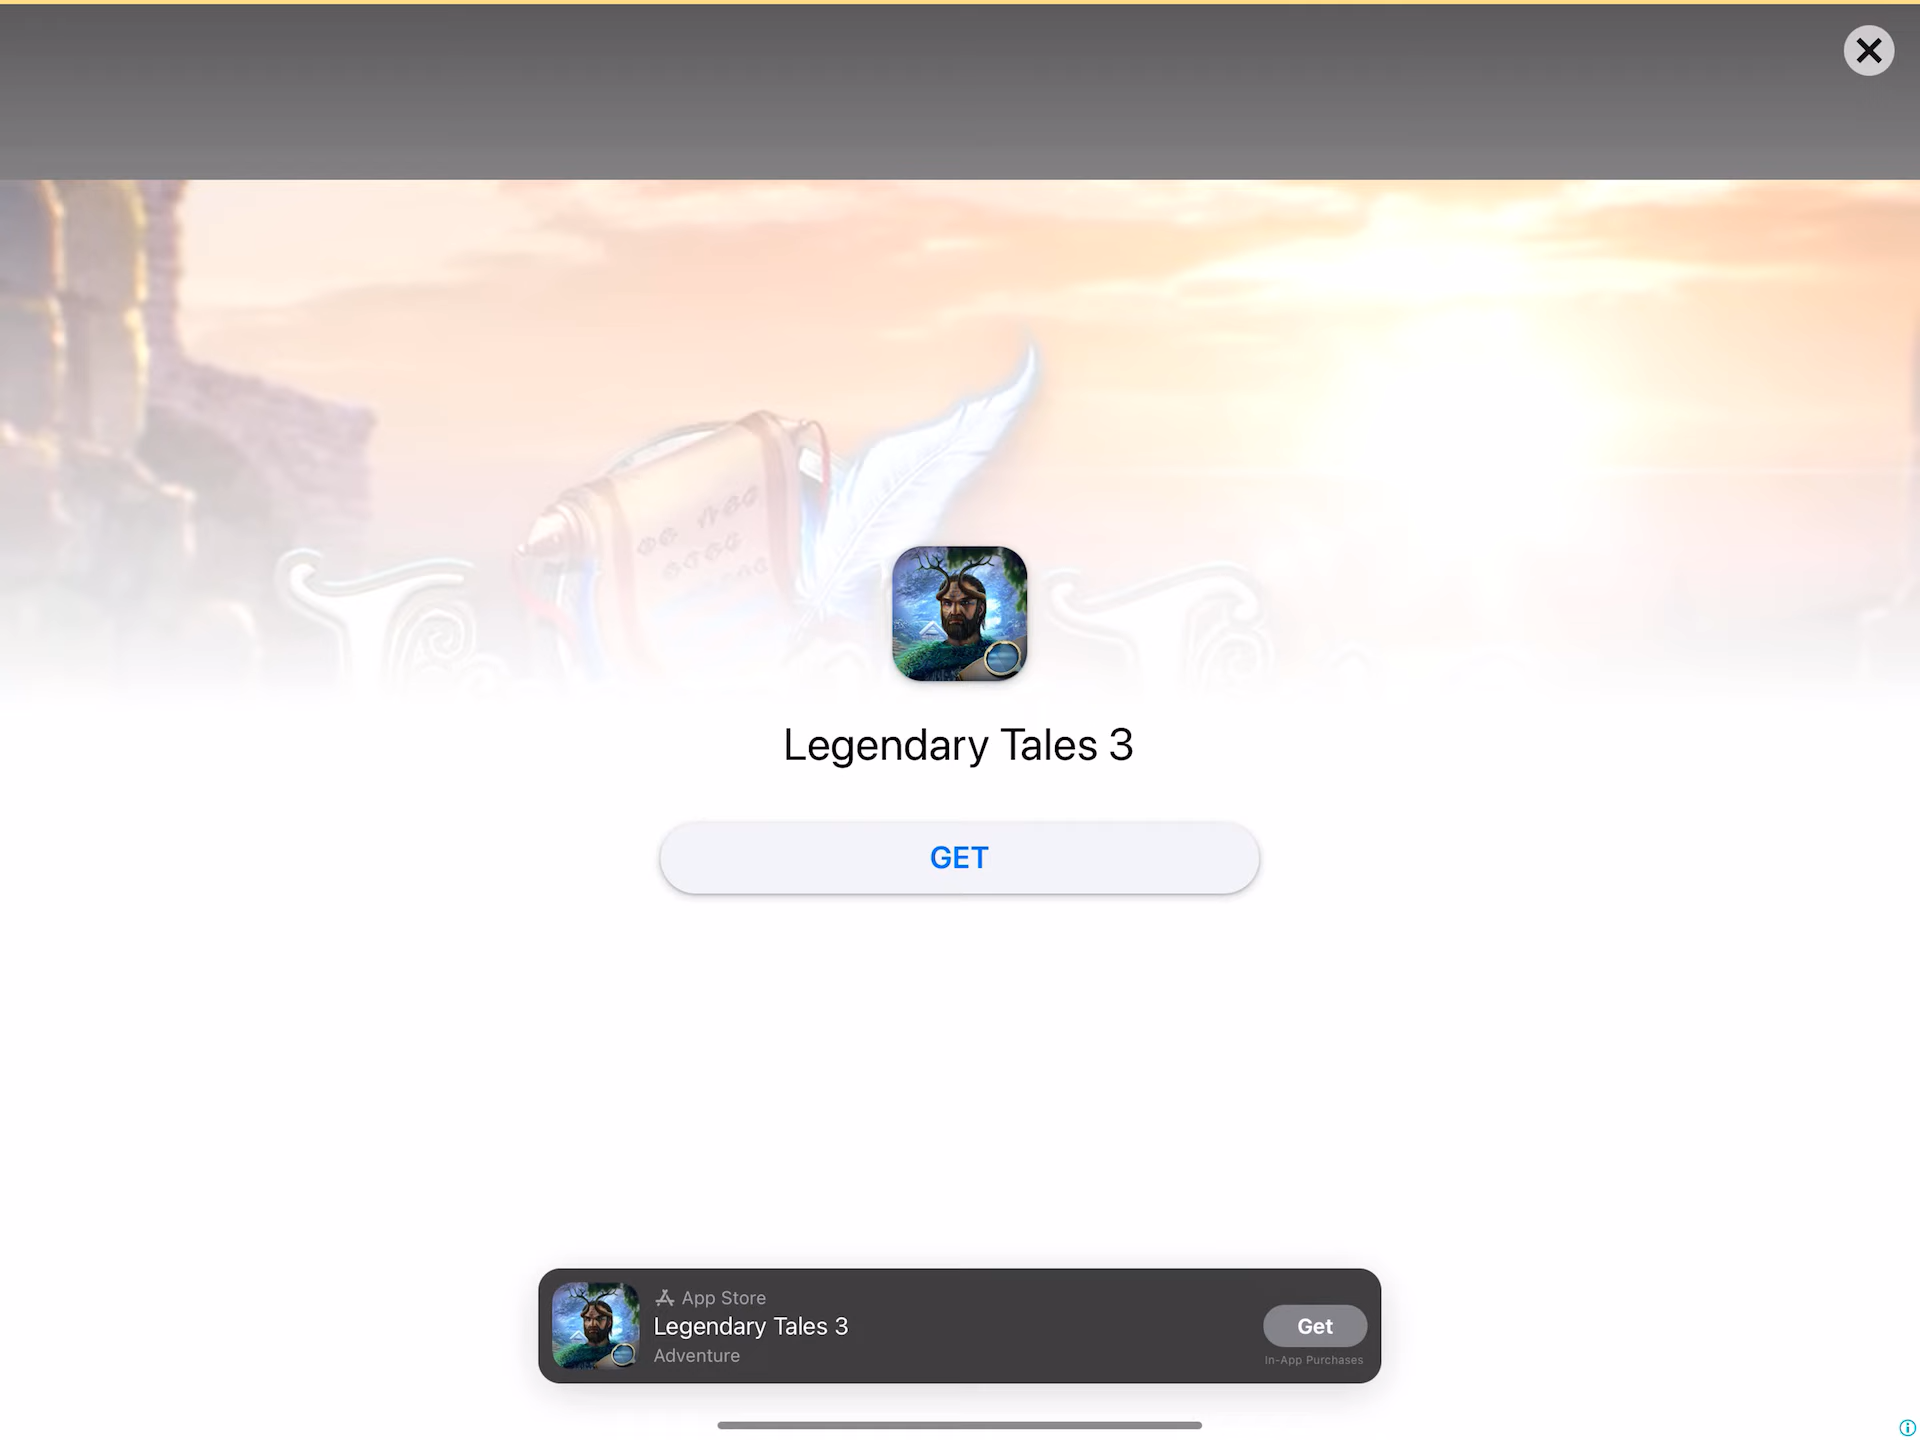 Legendary Tales 3
GET
App Store
Legendary Tales 3
Adventure
Get
In-App Purchases